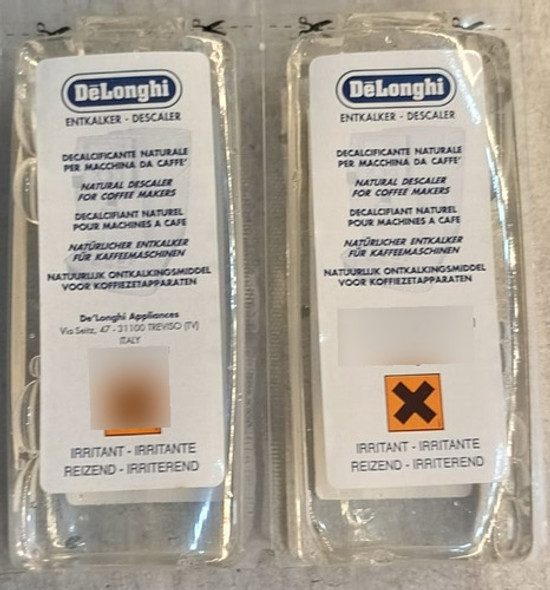 DeLonghi
ENTKALKER - DESCALER
DECALCIFICANTE NATURALE
PER MACCHINA DA CAFFE'
NATURAL DESCALER
FOR COFFEE MAKERS
DECALCIFIANT NATUREL
POUR MACHINES A CAFE
NATÜRLICHER ENTKALKER
FÜR KAFFEEMASCHINEN
NATUURLIJK ONTKALKINGSMIDDEL
VOOR KOFFIEZETAPPARATEN
De'Longhi Appliances
Via Seitz, 47 - 31100 TREVISO (TV)
ITALY
IRRITANT - IRRITANTE
REIZEND - IRRITEREND
DeLonghi
ENTKALKER - DESCALER
DECALCIFICANTE NATURALE
PER MACCHINA DA CAFFE'
NATURAL DESCALER
FOR COFFEE MAKERS
DECALCIFIANT NATUREL
POUR MACHINES A CAFE
NATÜRLICHER ENTKALKER
FÜR KAFFEEMASCHINEN
NATUURLIJK ONTKALKINGSMIDDEL
VOOR KOFFIEZETAPPARATEN
IRRITANT - IRRITANTE
REIZEND - IRRITEREND